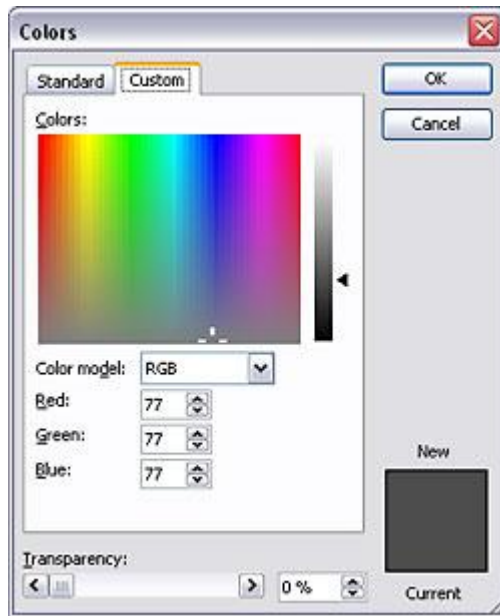 Colors
Standard Custom
OK
Cancel
Colors:
Color model: RGB
Red: 77
Green: 77
Blue: 77
New
Transparency:
0 %
Current